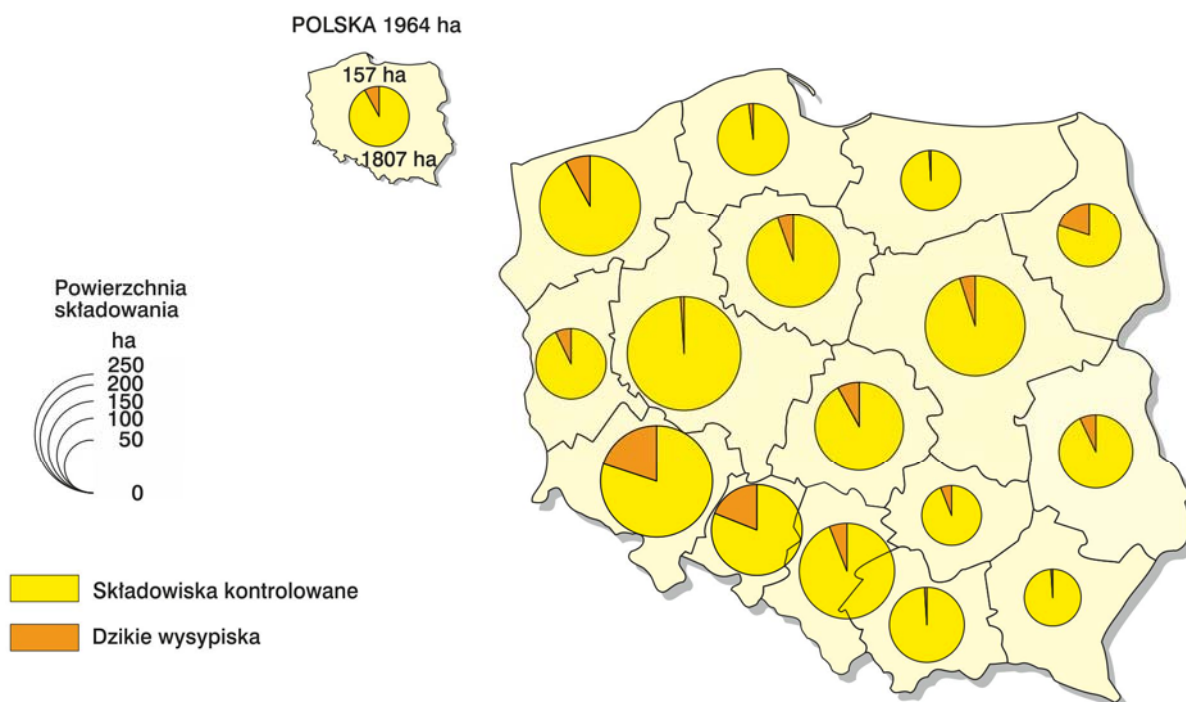 POLSKA 1964 ha
157 ha
1807 ha
Powierzchnia
składowania
ha
250
200
150
100
50
0
Składowiska kontrolowane
Dzikie wysypiska